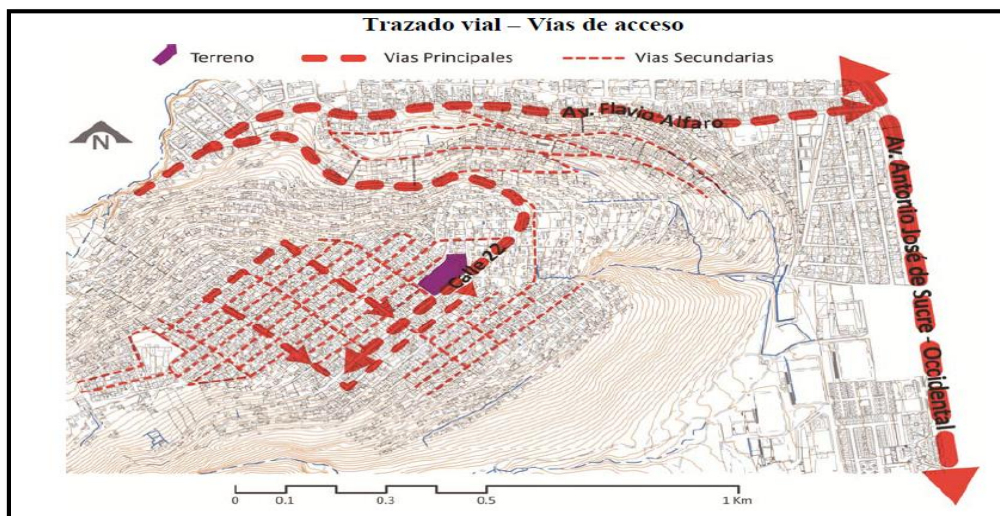 Trazado vial – Vías de acceso
Terreno
Vias Principales
Vias Secundarias
N
Av. Flavio Alfaro
Av. Antonio José de Sucre - Occidental
Calle 22
0 0.1 0.3 0.5 1 Km